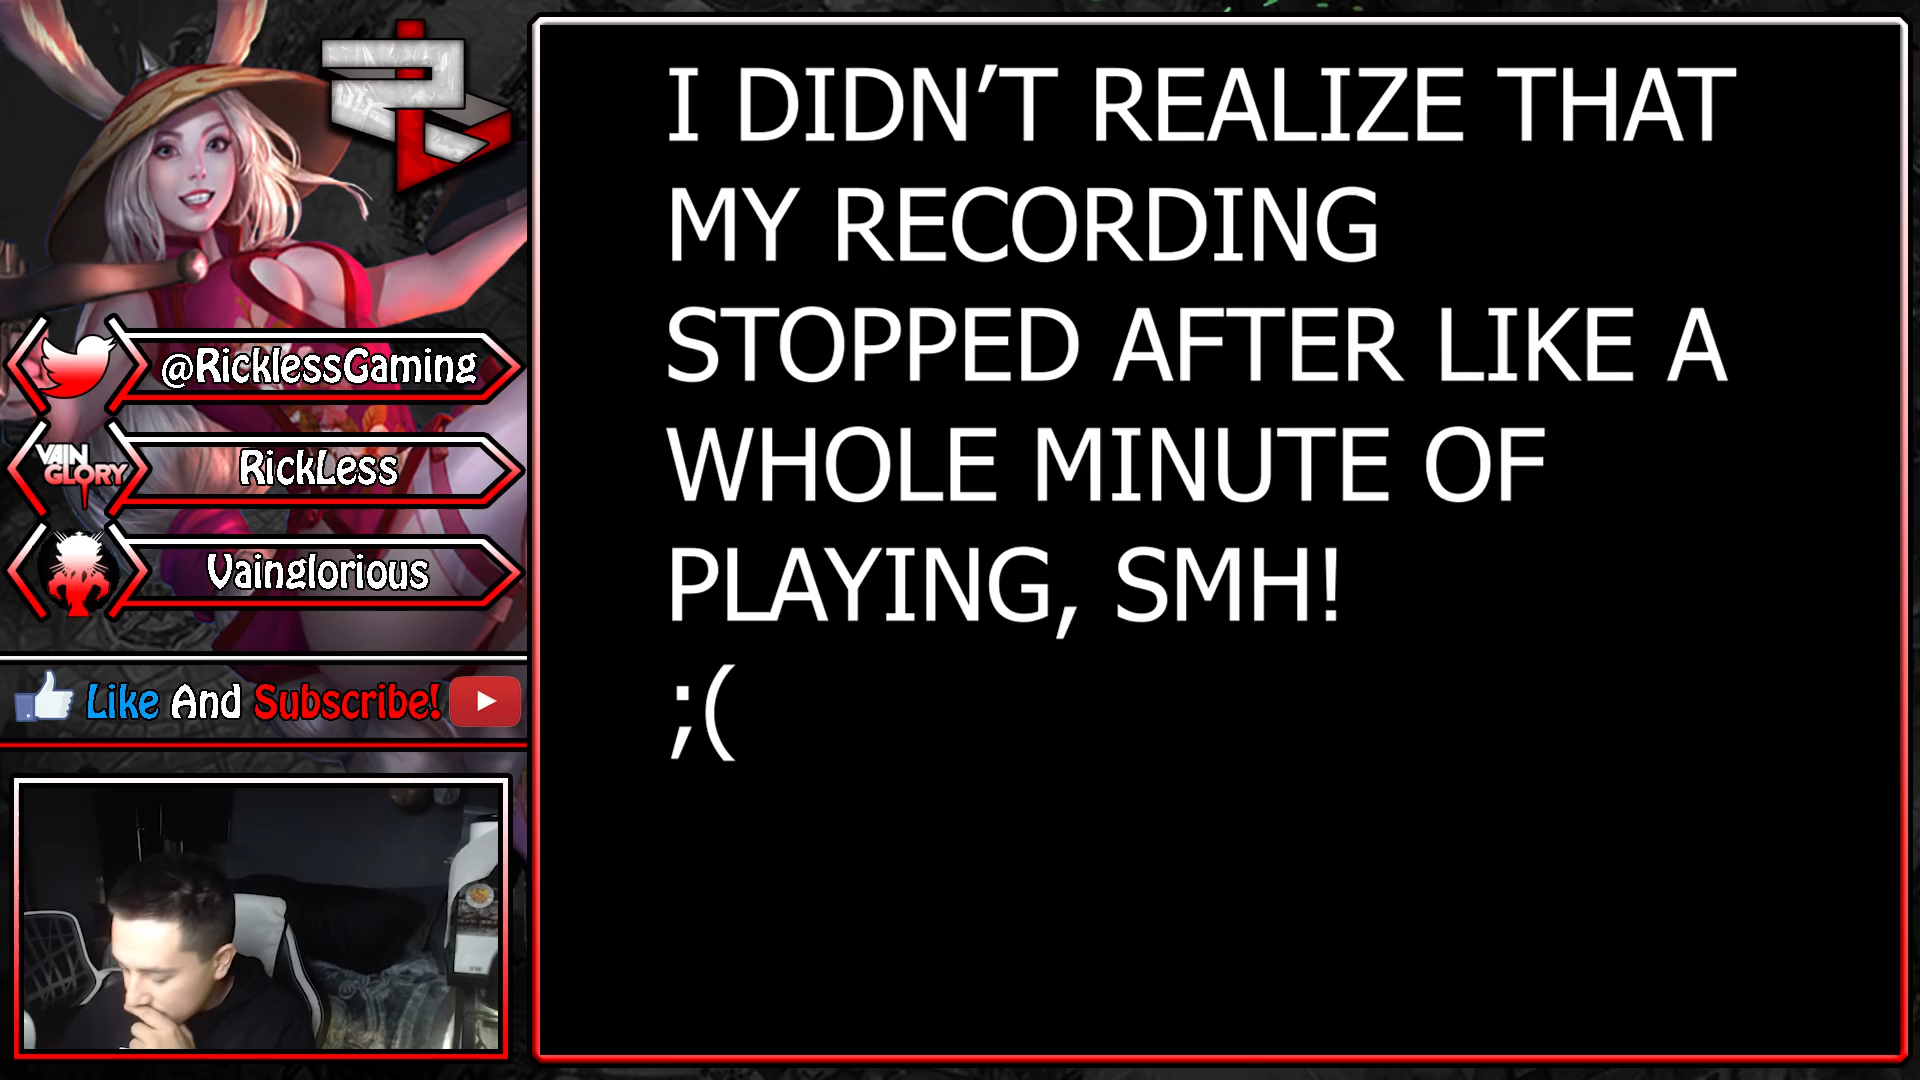 @RicklessGaming
VAIN
GLORY
RickLess
Vainglorious
Like And Subscribe!
I DIDN’T REALIZE THAT
MY RECORDING
STOPPED AFTER LIKE A
WHOLE MINUTE OF
PLAYING, SMH!
;(